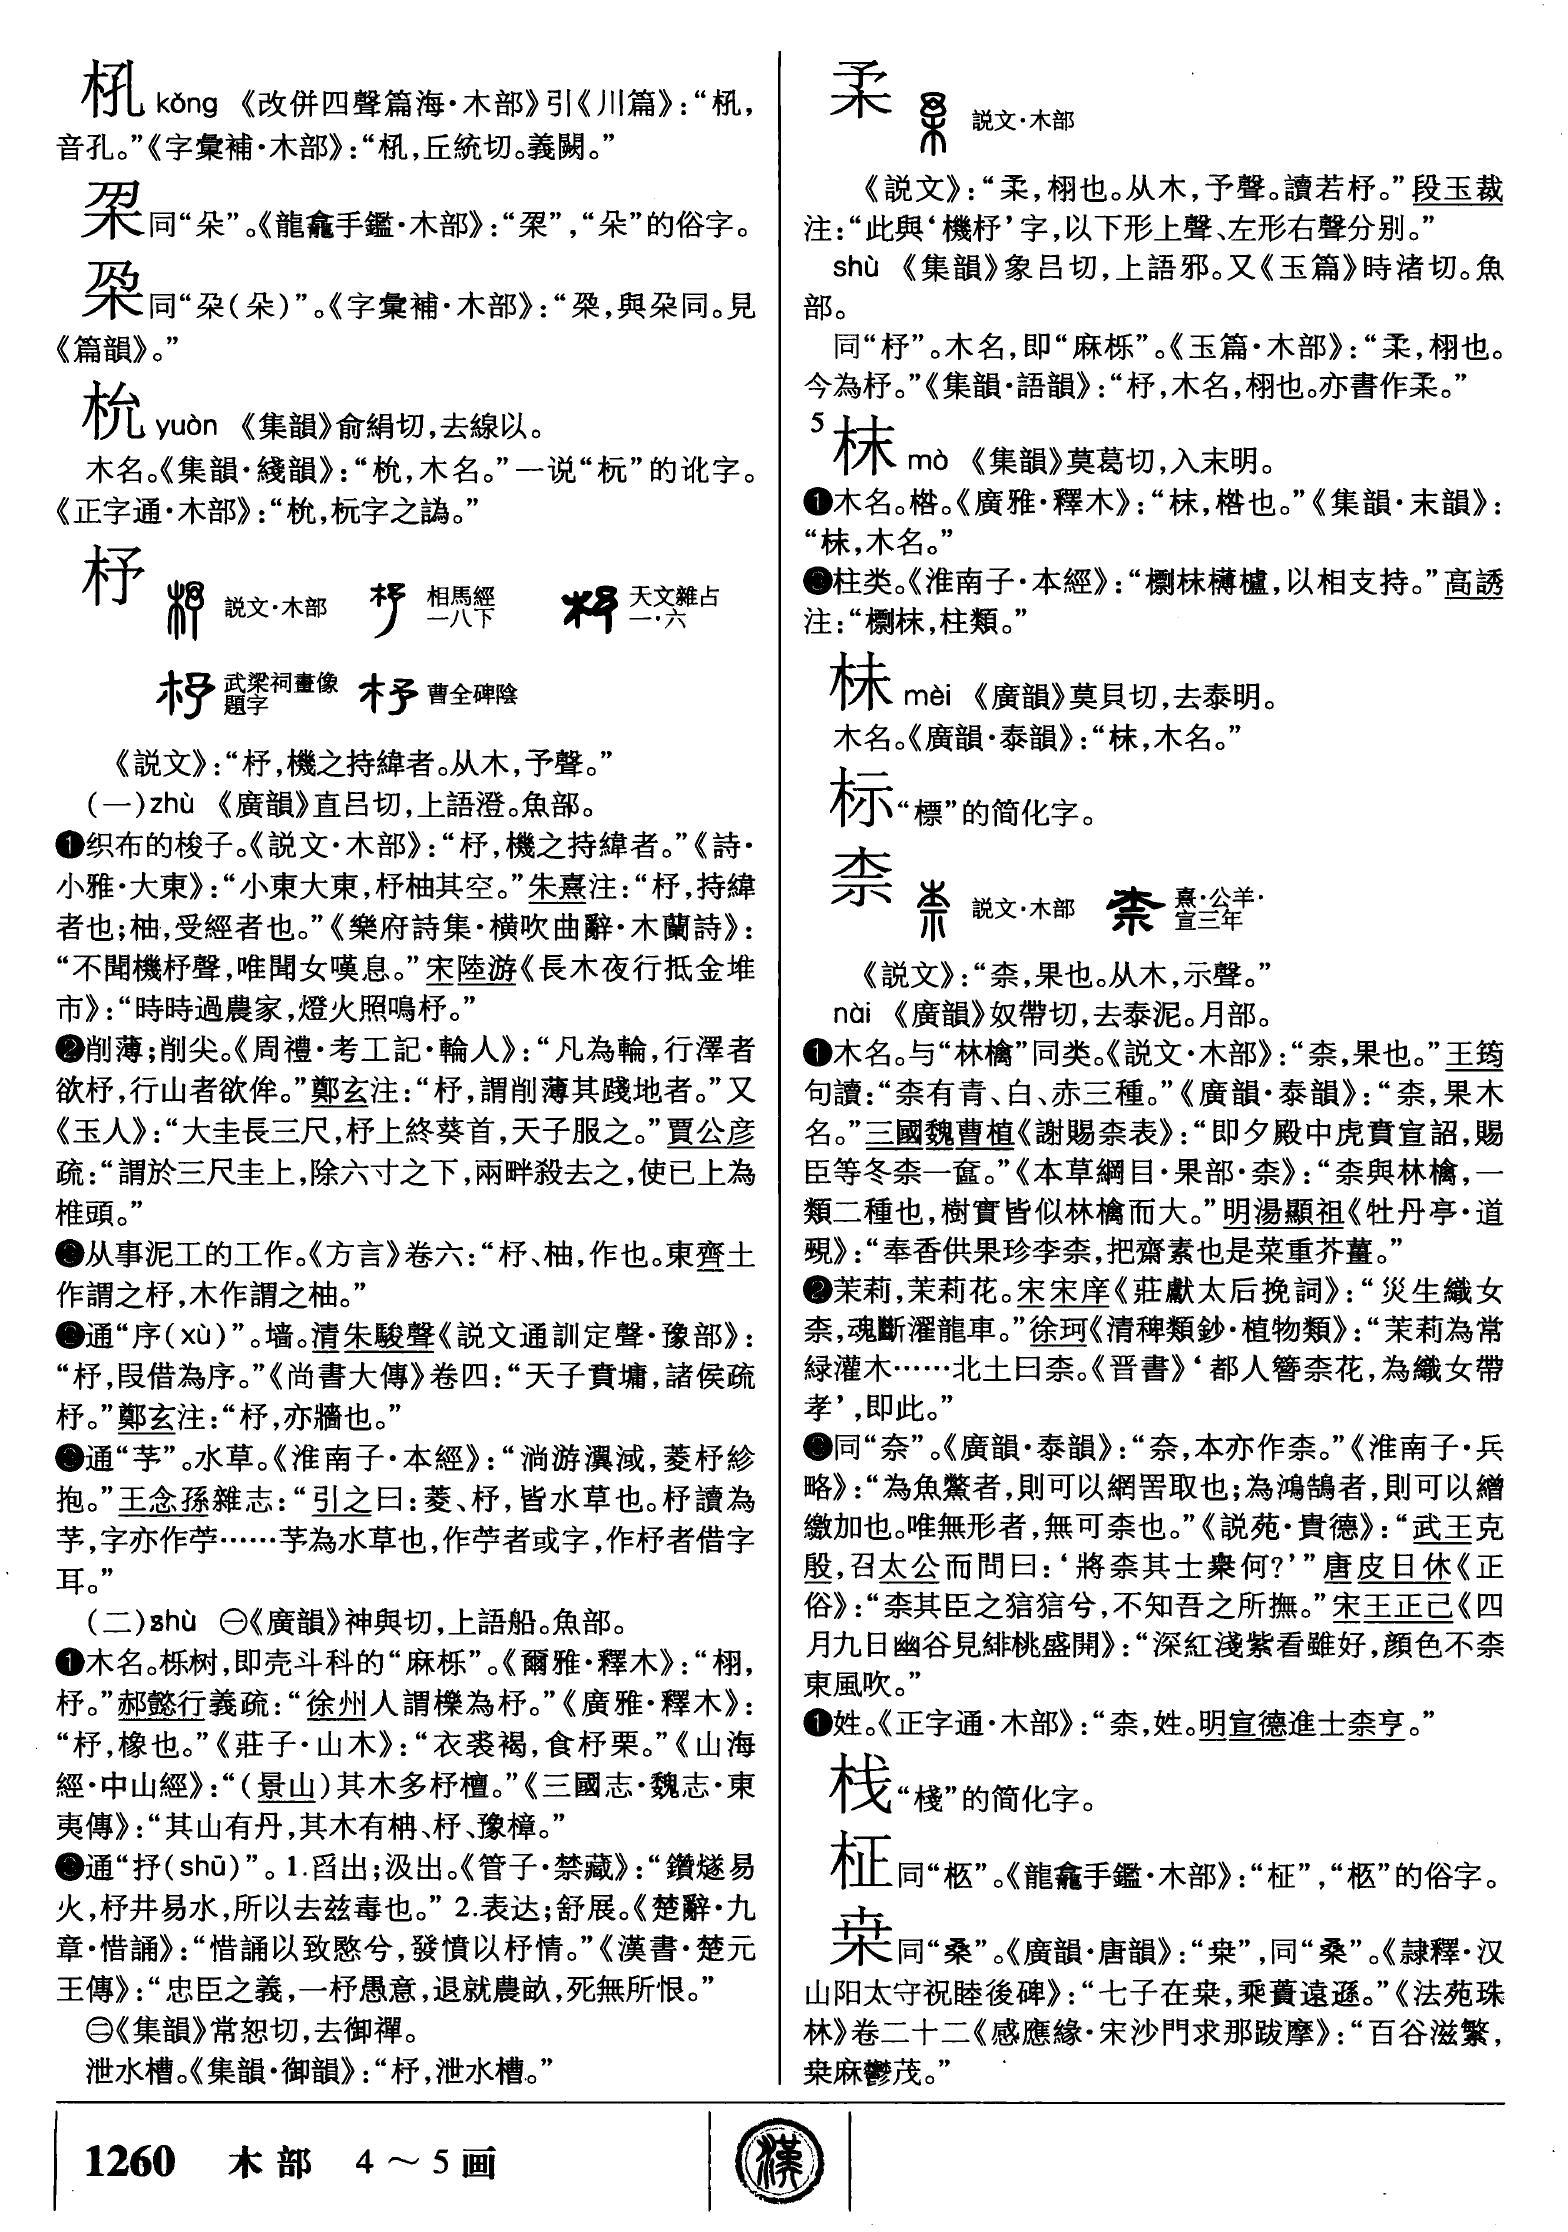 㭁 kǒng 《改併四聲篇海·木部》引《川篇》：“㭁，
音孔。”《字彙補·木部》：“㭁，丘統切。義闕。”
同“朵”。《龍龕手鑑·木部》：“”，“朵”的俗字。
同“朶（朵）”。《字彙補·木部》：“，與朶同。見
《篇韻》。”
㭇 yuòn 《集韻》俞絹切，去線以。
木名。《集韻·綫韻》：“㭇，木名。”一说“杬”的讹字。
《正字通·木部》：“㭇，杬字之譌。”
杼
説文·木部 相馬經一八下 天文雜占一·六
武梁祠畫像題字 曹全碑陰
《説文》：“杼，機之持緯者。从木，予聲。”
（一）zhù 《廣韻》直吕切，上語澄。魚部。
❶织布的梭子。《説文·木部》：“杼，機之持緯者。”《詩·
小雅·大東》：“小東大東，杼柚其空。”朱熹注：“杼，持緯
者也；柚，受經者也。”《樂府詩集·横吹曲辭·木蘭詩》：
“不聞機杼聲，唯聞女嘆息。”宋陸游《長木夜行抵金堆
市》：“時時過農家，燈火照鳴杼。”
❷削薄；削尖。《周禮·考工記·輪人》：“凡為輪，行澤者
欲杼，行山者欲侔。”鄭玄注：“杼，謂削薄其踐地者。”又
《玉人》：“大圭長三尺，杼上終葵首，天子服之。”賈公彦
疏：“謂於三尺圭上，除六寸之下，兩畔殺去之，使已上為
椎頭。”
❸从事泥工的工作。《方言》卷六：“杼、柚，作也。東齊土
作謂之杼，木作謂之柚。”
❷通“序（xù）”。墙。清朱駿聲《説文通訓定聲·豫部》：
“杼，叚借為序。”《尚書大傳》卷四：“天子賁墉，諸侯疏
杼。”鄭玄注：“杼，亦牆也。”
❸通“芧”。水草。《淮南子·本經》：“淌游瀷淢，菱杼紾
抱。”王念孫雜志：“引之曰：菱、杼，皆水草也。杼讀為
芧，字亦作苧……芧為水草也，作苧者或字，作杼者借字
耳。”
（二）shù ㊀《廣韻》神與切，上語船。魚部。
❶木名。栎树，即壳斗科的“麻栎”。《爾雅·釋木》：“栩，
杼。”郝懿行義疏：“徐州人謂櫟為杼。”《廣雅·釋木》：
“杼，橡也。”《莊子·山木》：“衣裘褐，食杼栗。”《山海
經·中山經》：“（景山）其木多杼檀。”《三國志·魏志·東
夷傳》：“其山有丹，其木有柟、杼、豫樟。”
❸通“抒（shū）”。1.舀出；汲出。《管子·禁藏》：“鑽燧易
火，杼井易水，所以去兹毒也。”2.表达；舒展。《楚辭·九
章·惜誦》：“惜誦以致愍兮，發憤以杼情。”《漢書·楚元
王傳》：“忠臣之義，一杼愚意，退就農畝，死無所恨。”
㊁《集韻》常恕切，去御禪。
泄水槽。《集韻·御韻》：“杼，泄水槽。”
柔
説文·木部
《説文》：“柔，栩也。从木，予聲。讀若杼。”段玉裁
注：“此與‘機杼’字，以下形上聲、左形右聲分别。”
shù 《集韻》象吕切，上語邪。又《玉篇》時渚切。魚
部。
同“杼”。木名，即“麻栎”。《玉篇·木部》：“柔，栩也。
今為杼。”《集韻·語韻》：“杼，木名，栩也。亦書作柔。”
5
枺 mò 《集韻》莫葛切，入末明。
❶木名。榙。《廣雅·釋木》：“枺，榙也。”《集韻·末韻》：
“枺，木名。”
❷柱类。《淮南子·本經》：“檦枺欂櫨，以相支持。”高誘
注：“檦枺，柱類。”
㭑 mèi 《廣韻》莫貝切，去泰明。
木名。《廣韻·泰韻》：“㭑，木名。”
标 “標”的简化字。
柰
説文·木部 熹·公羊·宣三年
《説文》：“柰，果也。从木，示聲。”
nài 《廣韻》奴帶切，去泰泥。月部。
❶木名。与“林檎”同类。《説文·木部》：“柰，果也。”王筠
句讀：“柰有青、白、赤三種。”《廣韻·泰韻》：“柰，果木
名。”三國魏曹植《謝賜柰表》：“即夕殿中虎賁宣詔，賜
臣等冬柰一奩。”《本草綱目·果部·柰》：“柰與林檎，一
類二種也，樹實皆似林檎而大。”明湯顯祖《牡丹亭·道
覡》：“奉香供果珍李柰，把齋素也是菜重芥薑。”
❷茉莉，茉莉花。宋宋庠《莊獻太后挽詞》：“災生織女
柰，魂斷濯龍車。”徐珂《清稗類鈔·植物類》：“茉莉為常
緑灌木……北土曰柰。《晋書》‘都人簪柰花，為織女帶
孝’，即此。”
❸同“奈”。《廣韻·泰韻》：“奈，本亦作柰。”《淮南子·兵
略》：“為魚鱉者，則可以網罟取也；為鴻鵠者，則可以矰
繳加也。唯無形者，無可柰也。”《説苑·貴德》：“武王克
殷，召太公而問曰：‘將柰其士衆何？’”唐皮日休《正
俗》：“柰其臣之狺狺兮，不知吾之所撫。”宋王正己《四
月九日幽谷見緋桃盛開》：“深紅淺紫看雖好，顔色不柰
東風吹。”
❶姓。《正字通·木部》：“柰，姓。明宣德進士柰亨。”
栈 “棧”的简化字。
柾 同“柩”。《龍龕手鑑·木部》：“柾”，“柩”的俗字。
桒 同“桑”。《廣韻·唐韻》：“桒”，同“桑”。《隷釋·汉
山阳太守祝睦後碑》：“七子在桒，乘蕢遠遜。”《法苑珠
林》卷二十二《感應緣·宋沙門求那跋摩》：“百谷滋繁，
桒麻鬱茂。”
1260 木部 4～5画
漢